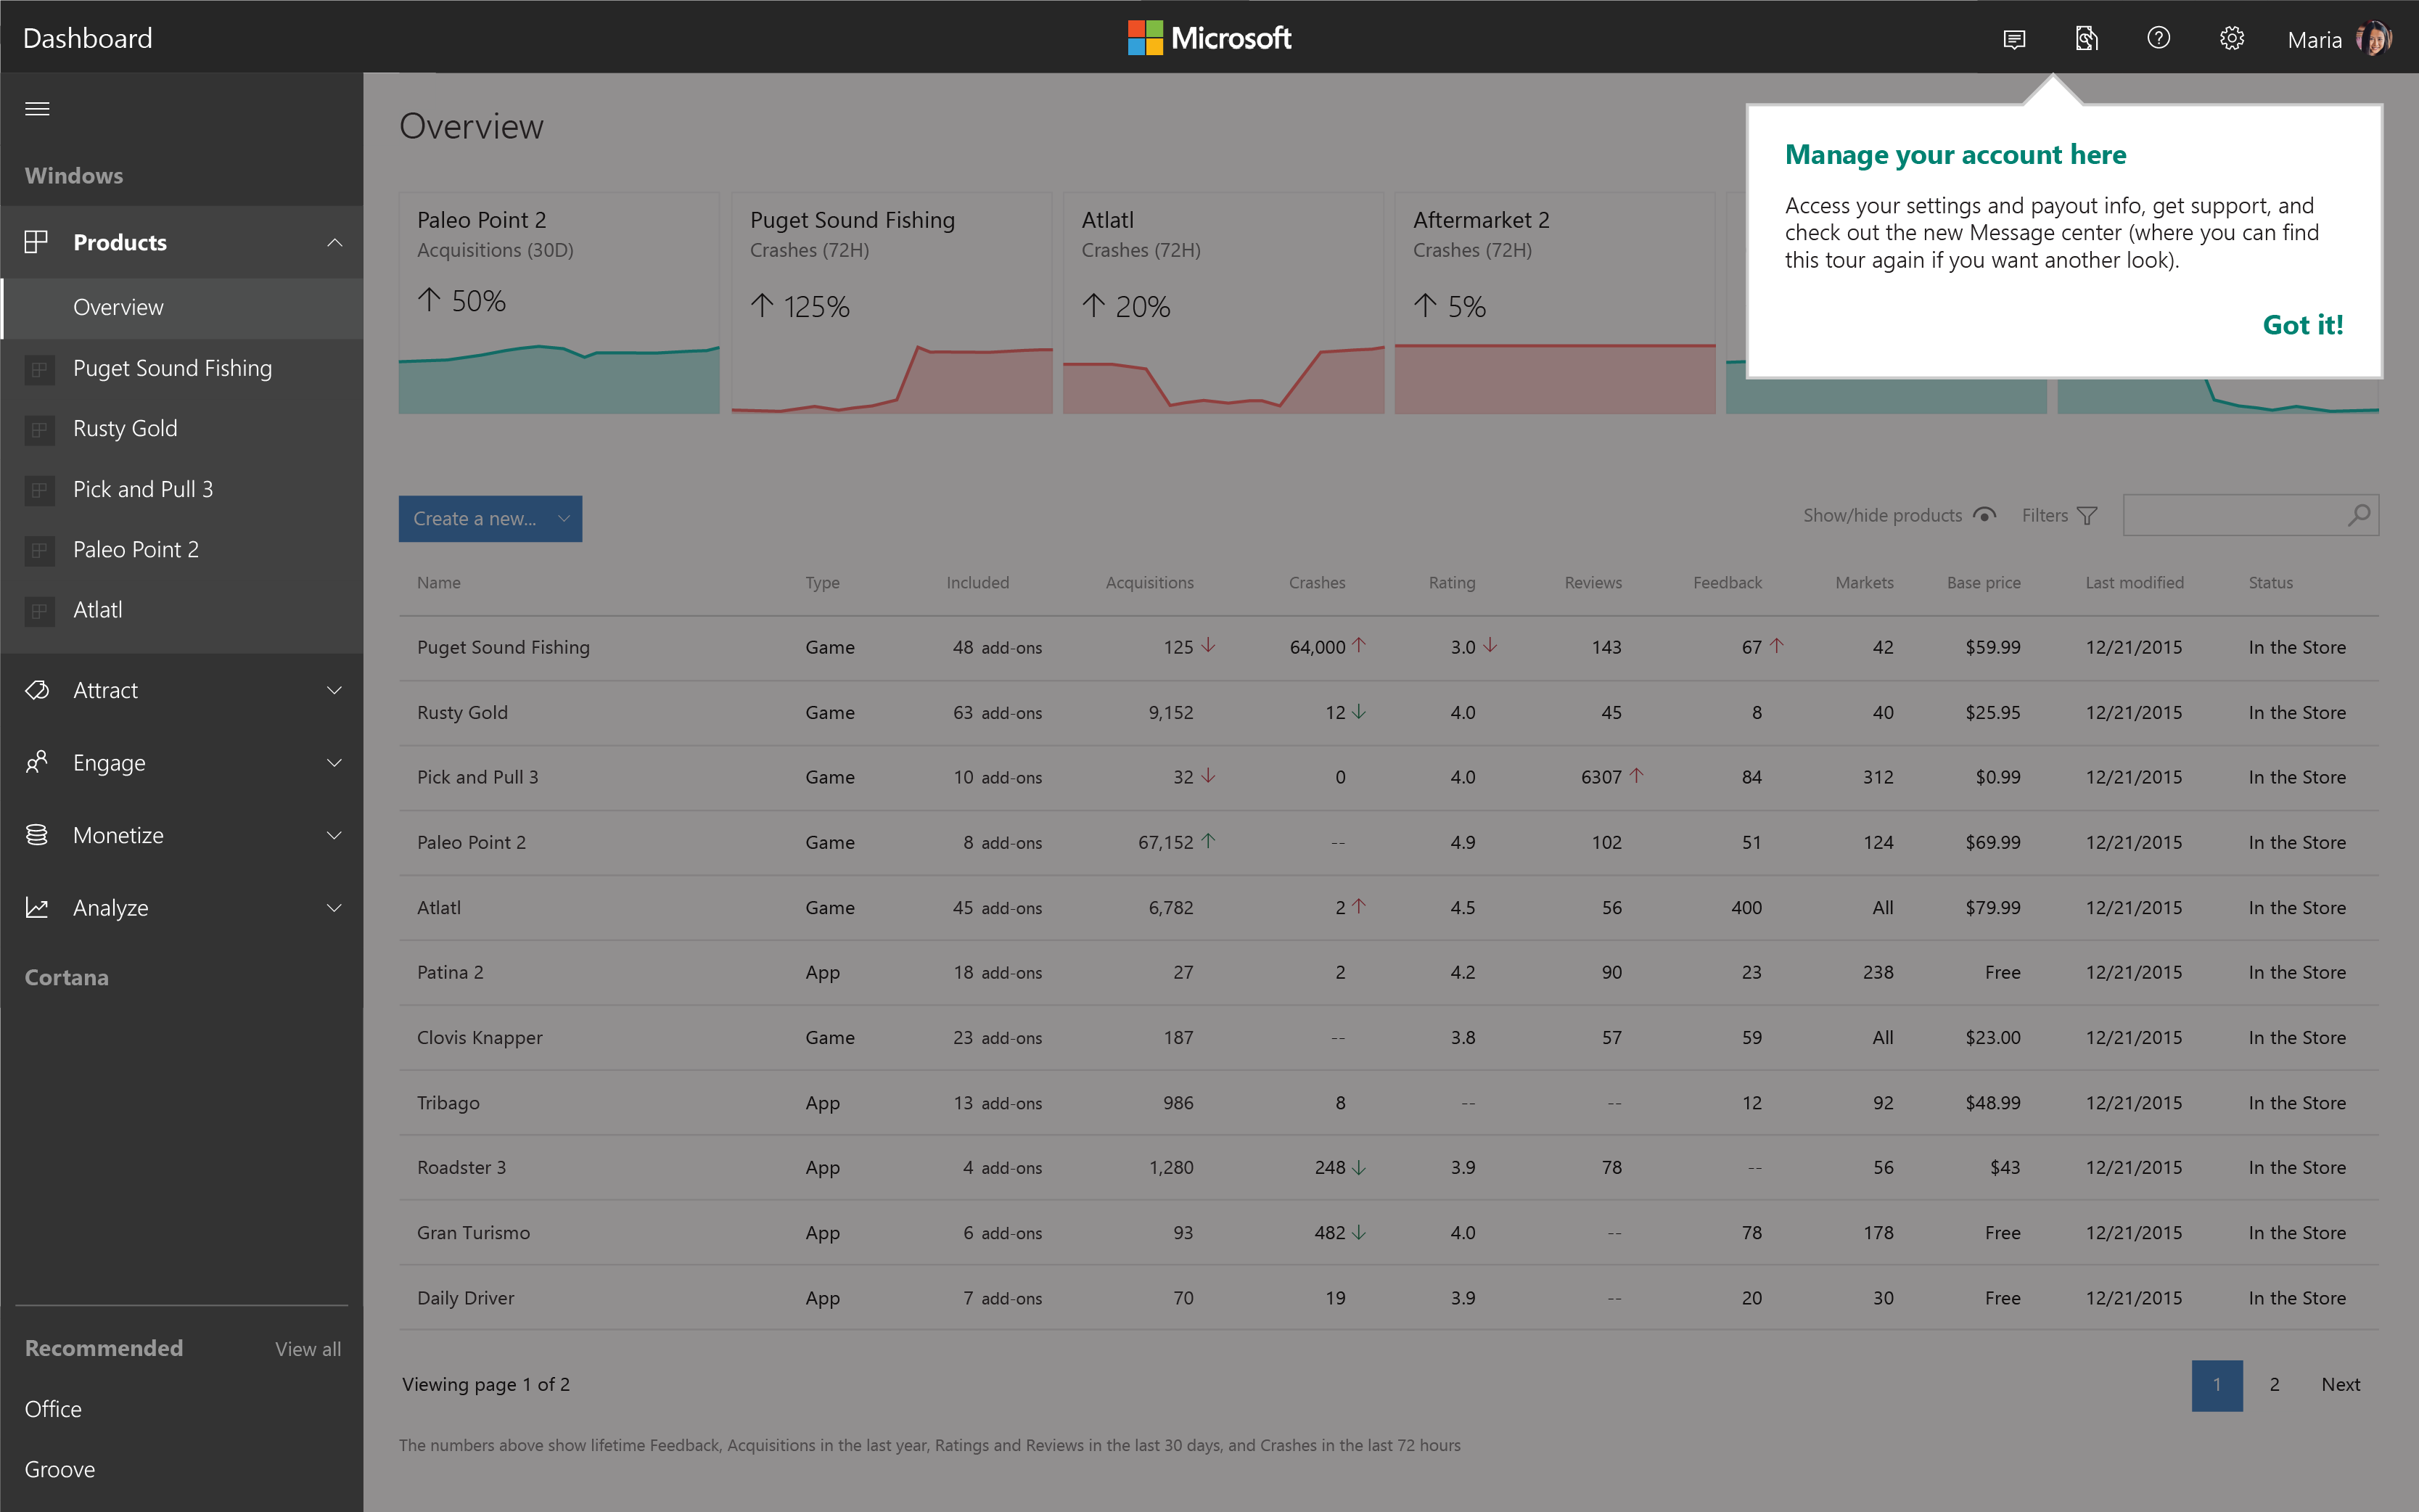 Dashboard
Microsoft
Maria
Windows
Products
Overview
Puget Sound Fishing
Rusty Gold
Pick and Pull 3
Paleo Point 2
Atlatl
Attract
Engage
Monetize
Analyze
Cortana
Recommended View all
Office
Groove
Overview
Paleo Point 2
Acquisitions (30D)
50%
Puget Sound Fishing
Crashes (72H)
125%
Atlatl
Crashes (72H)
20%
Aftermarket 2
Crashes (72H)
5%
Manage your account here
Access your settings and payout info, get support, and
check out the new Message center (where you can find
this tour again if you want another look).
Got it!
Create a new... Show/hide products Filters
Name Type Included Acquisitions Crashes Rating Reviews Feedback Markets Base price Last modified Status
Puget Sound Fishing Game 48 add-ons 125 64,000 3.0 143 67 42 $59.99 12/21/2015 In the Store
Rusty Gold Game 63 add-ons 9,152 12 4.0 45 8 40 $25.95 12/21/2015 In the Store
Pick and Pull 3 Game 10 add-ons 32 0 4.0 6307 84 312 $0.99 12/21/2015 In the Store
Paleo Point 2 Game 8 add-ons 67,152 -- 4.9 102 51 124 $69.99 12/21/2015 In the Store
Atlatl Game 45 add-ons 6,782 2 4.5 56 400 All $79.99 12/21/2015 In the Store
Patina 2 App 18 add-ons 27 2 4.2 90 23 238 Free 12/21/2015 In the Store
Clovis Knapper Game 23 add-ons 187 -- 3.8 57 59 All $23.00 12/21/2015 In the Store
Tribago App 13 add-ons 986 8 -- -- 12 92 $48.99 12/21/2015 In the Store
Roadster 3 App 4 add-ons 1,280 248 3.9 78 -- 56 $43 12/21/2015 In the Store
Gran Turismo App 6 add-ons 93 482 4.0 -- 78 178 Free 12/21/2015 In the Store
Daily Driver App 7 add-ons 70 19 3.9 -- 20 30 Free 12/21/2015 In the Store
Viewing page 1 of 2 1 2 Next
The numbers above show lifetime Feedback, Acquisitions in the last year, Ratings and Reviews in the last 30 days, and Crashes in the last 72 hours